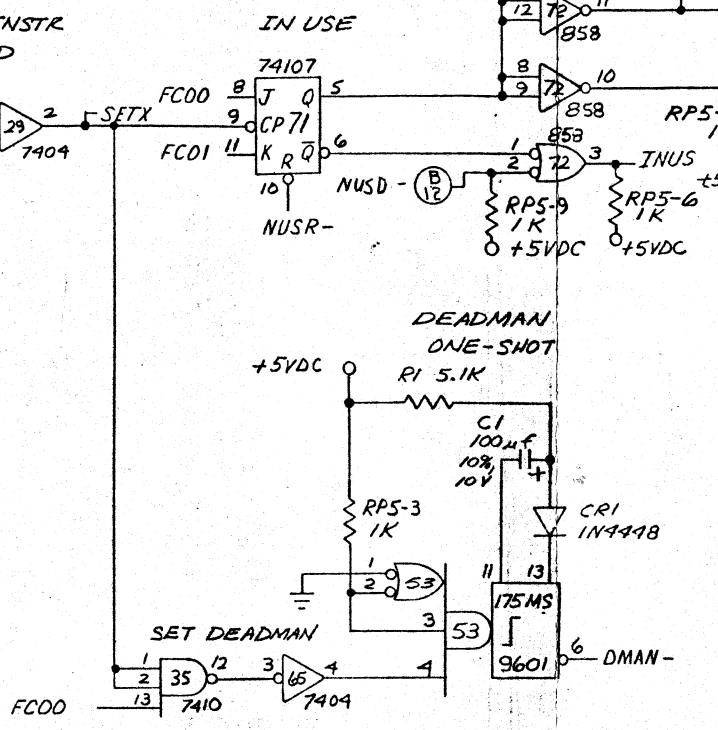 INSTR
D
IN USE
12 72 11
858
74107
FC00 8 J Q 5
8 72 10
9
858
29 2 SETX 9 CP 71
7404
FC01 11 K R Q̅ 6
10
NUSR-
858
1 72 3 INUS
2
NUSD - B 12
RP5-9
1K
+5VDC
RP5-
1
RP5-6
1K
+5VDC
+5
DEADMAN
ONE-SHOT
+5VDC
R1 5.1K
C1
100μf
10%,
10V
+
RP5-3
1K
CR1
1N4448
1 53
2
11 13
175MS
9601
3 53
4
6 DMAN-
SET DEADMAN
1 35 12 3 65 4
2
13 7410 7404
FC00